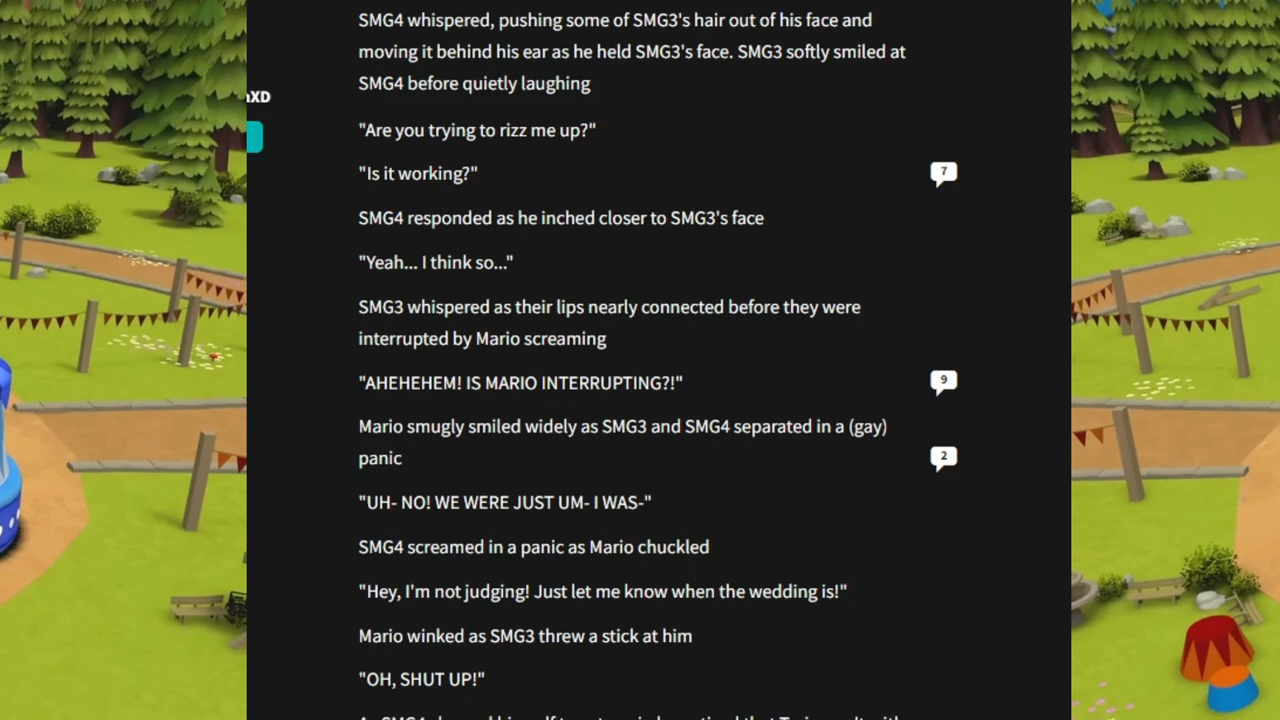 SMG4 whispered, pushing some of SMG3's hair out of his face and
moving it behind his ear as he held SMG3's face. SMG3 softly smiled at
SMG4 before quietly laughing
XD
"Are you trying to rizz me up?"
"Is it working?"
7
SMG4 responded as he inched closer to SMG3's face
"Yeah... I think so..."
SMG3 whispered as their lips nearly connected before they were
interrupted by Mario screaming
"AHEHEHEM! IS MARIO INTERRUPTING?!"
9
Mario smugly smiled widely as SMG3 and SMG4 separated in a (gay)
panic
2
"UH- NO! WE WERE JUST UM- I WAS-"
SMG4 screamed in a panic as Mario chuckled
"Hey, I'm not judging! Just let me know when the wedding is!"
Mario winked as SMG3 threw a stick at him
"OH, SHUT UP!"